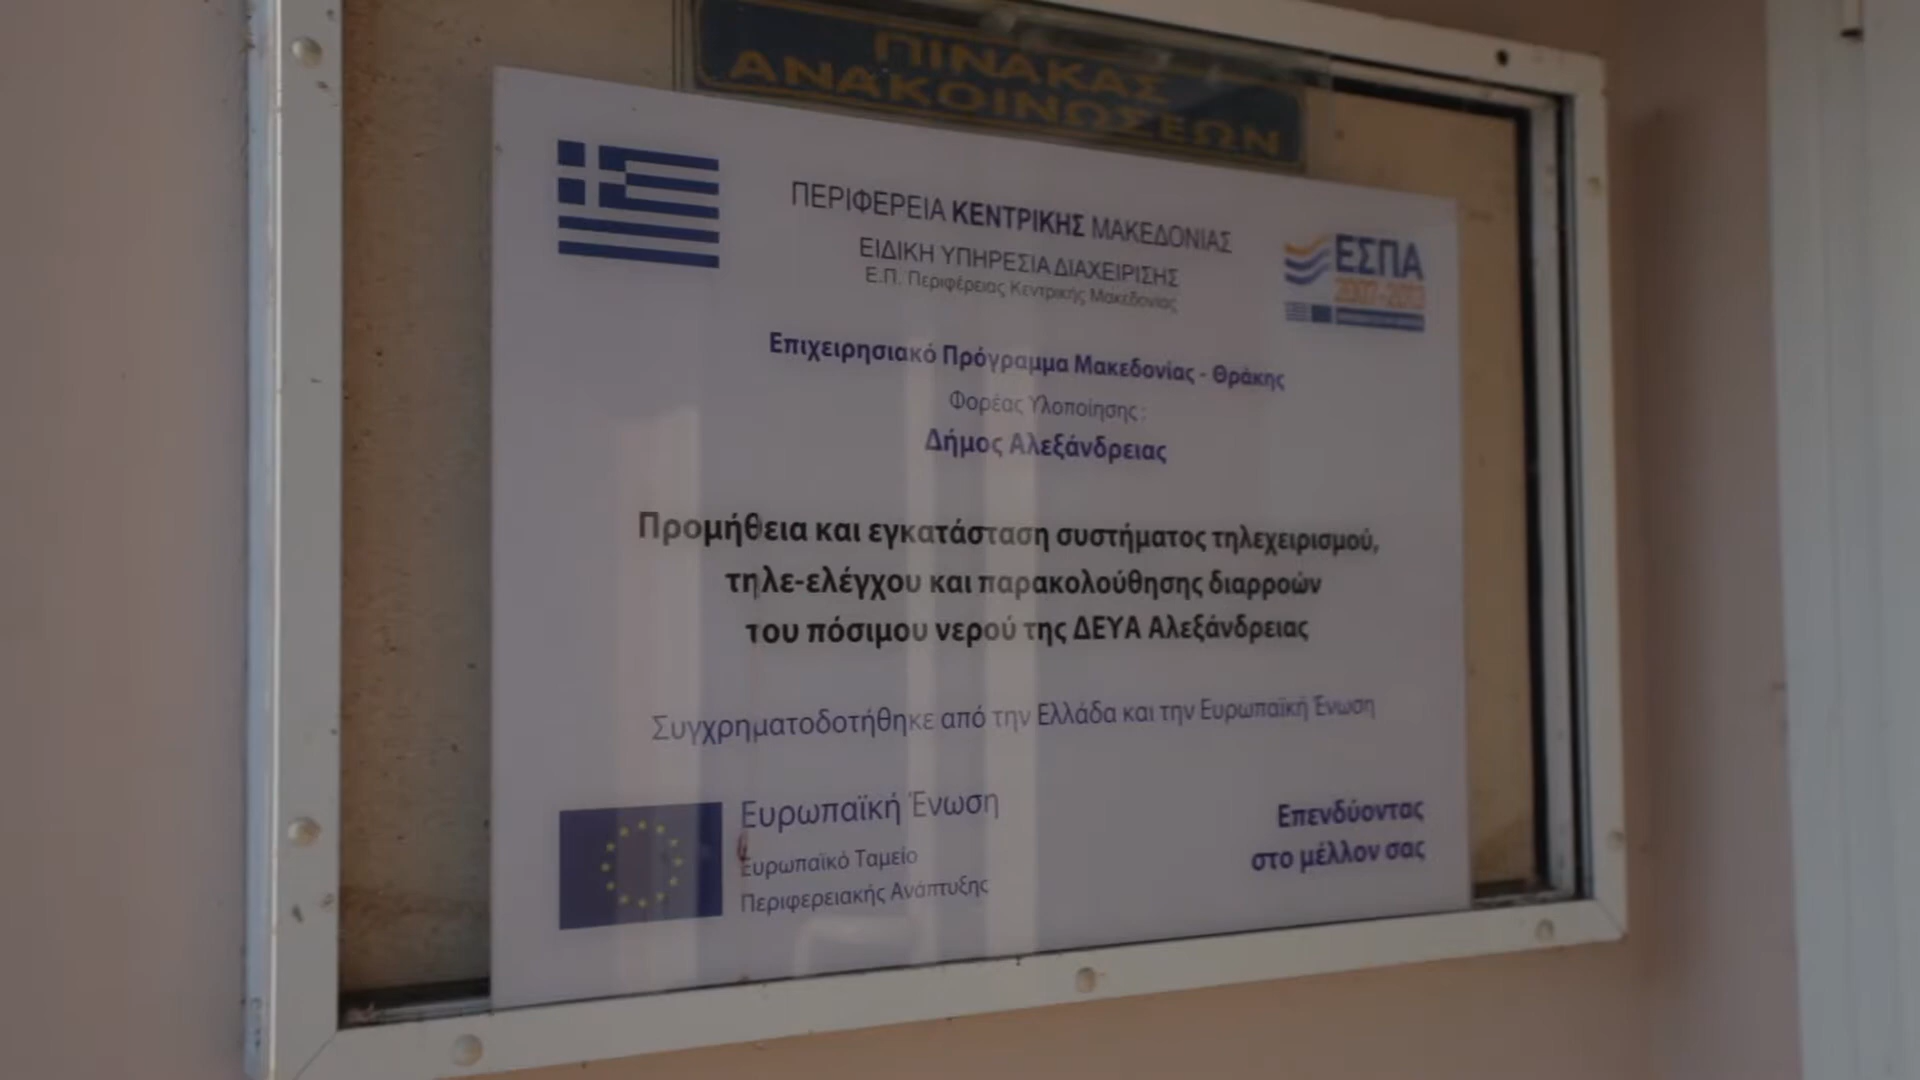 ΠΙΝΑΚΑΣ
ΑΝΑΚΟΙΝΩΣΕΩΝ
ΠΕΡΙΦΕΡΕΙΑ ΚΕΝΤΡΙΚΗΣ ΜΑΚΕΔΟΝΙΑΣ
ΕΙΔΙΚΗ ΥΠΗΡΕΣΙΑ ΔΙΑΧΕΙΡΙΣΗΣ
Ε.Π. Περιφέρειας Κεντρικής Μακεδονίας
ΕΣΠΑ
2007-2013
Επιχειρησιακό Πρόγραμμα Μακεδονίας - Θράκης
Φορέας Υλοποίησης :
Δήμος Αλεξάνδρειας
Προμήθεια και εγκατάσταση συστήματος τηλεχειρισμού,
τηλε-ελέγχου και παρακολούθησης διαρροών
του πόσιμου νερού της ΔΕΥΑ Αλεξάνδρειας
Συγχρηματοδοτήθηκε από την Ελλάδα και την Ευρωπαϊκή Ένωση
Ευρωπαϊκή Ένωση
Ευρωπαϊκό Ταμείο
Περιφερειακής Ανάπτυξης
Επενδύοντας
στο μέλλον σας